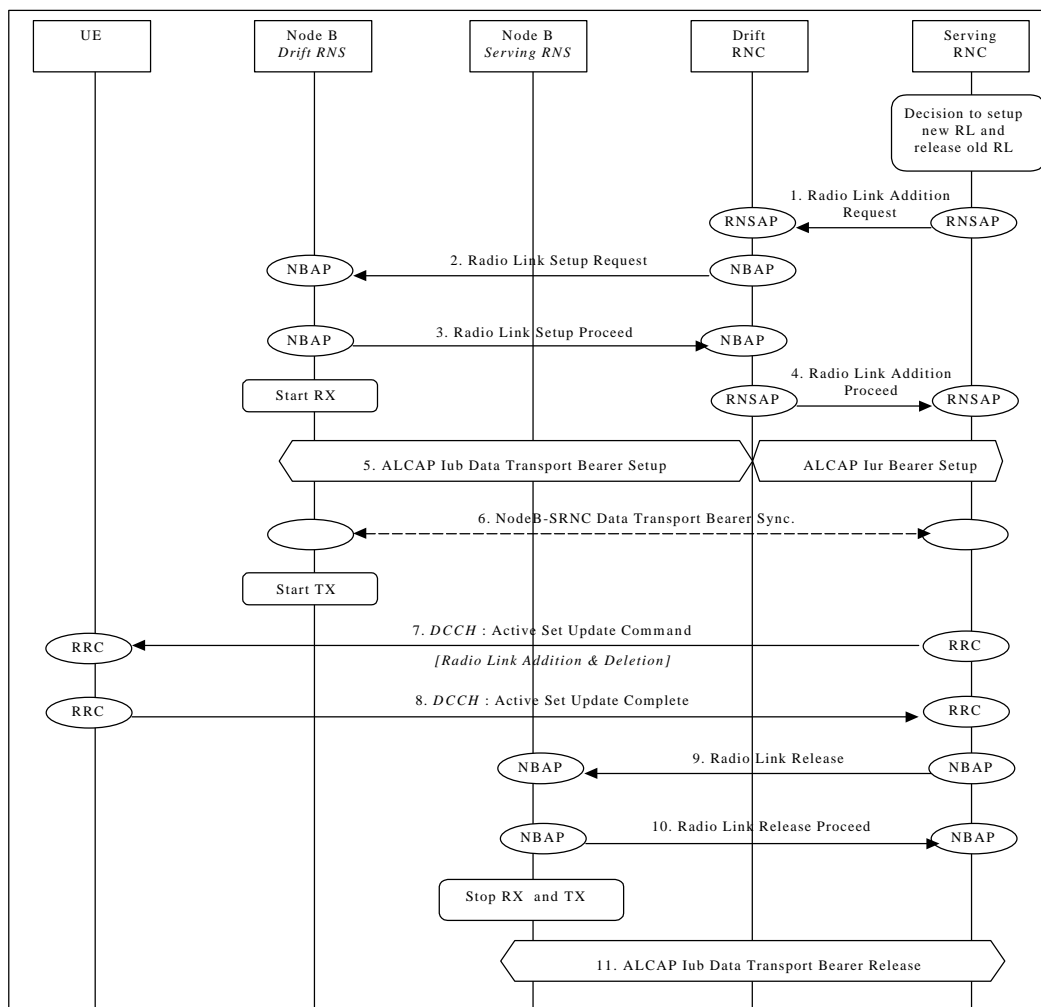 UE
Node B
Drift RNS
Node B
Serving RNS
Drift
RNC
Serving
RNC
Decision to setup
new RL and
release old RL
1. Radio Link Addition
Request
RNSAP
RNSAP
2. Radio Link Setup Request
NBAP
NBAP
3. Radio Link Setup Proceed
NBAP
NBAP
4. Radio Link Addition
Proceed
Start RX
RNSAP
RNSAP
5. ALCAP Iub Data Transport Bearer Setup
ALCAP Iur Bearer Setup
6. NodeB-SRNC Data Transport Bearer Sync.
Start TX
7. DCCH : Active Set Update Command
RRC
RRC
[Radio Link Addition & Deletion]
8. DCCH : Active Set Update Complete
RRC
RRC
9. Radio Link Release
NBAP
NBAP
10. Radio Link Release Proceed
NBAP
NBAP
Stop RX and TX
11. ALCAP Iub Data Transport Bearer Release